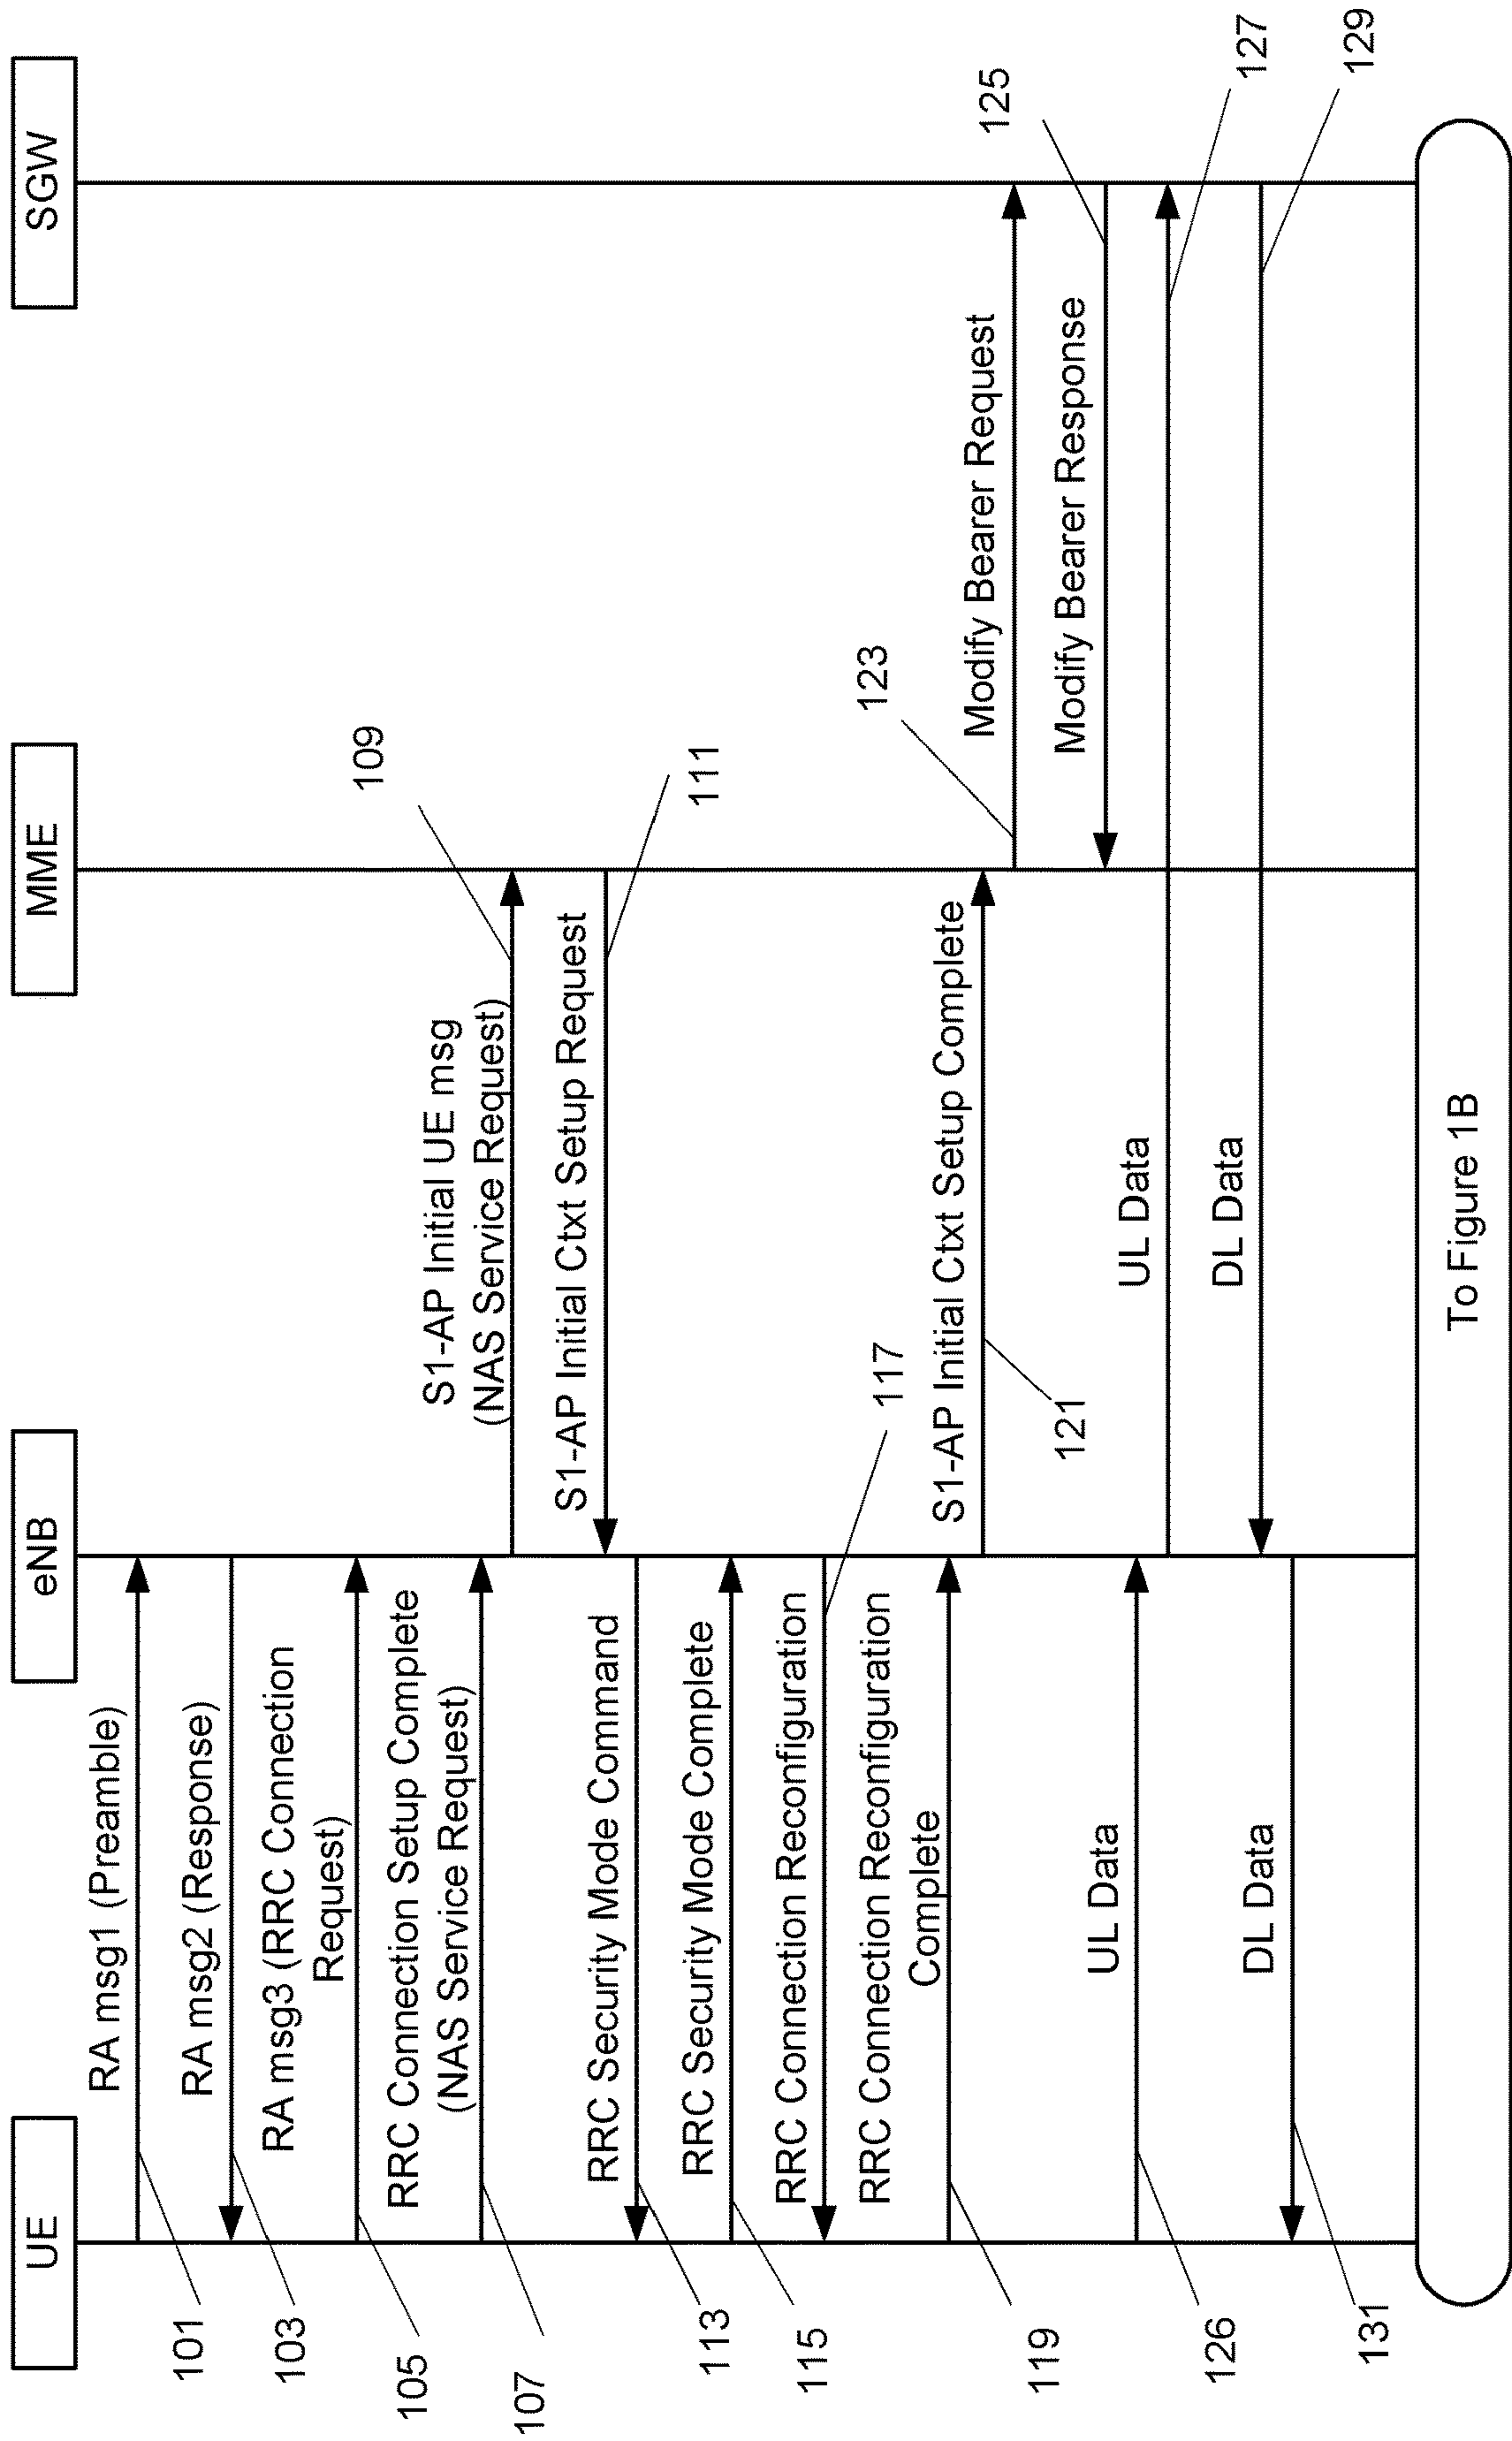 UE
eNB
MME
SGW
RA msg1 (Preamble)
101
RA msg2 (Response)
103
RA msg3 (RRC Connection
Request)
105
RRC Connection Setup Complete
(NAS Service Request)
107
S1-AP Initial UE msg
(NAS Service Request)
109
S1-AP Initial Ctxt Setup Request
111
RRC Security Mode Command
113
RRC Security Mode Complete
115
RRC Connection Reconfiguration
117
RRC Connection Reconfiguration
Complete
119
S1-AP Initial Ctxt Setup Complete
121
123
Modify Bearer Request
Modify Bearer Response
125
UL Data
126
UL Data
127
DL Data
129
DL Data
131
To Figure 1B